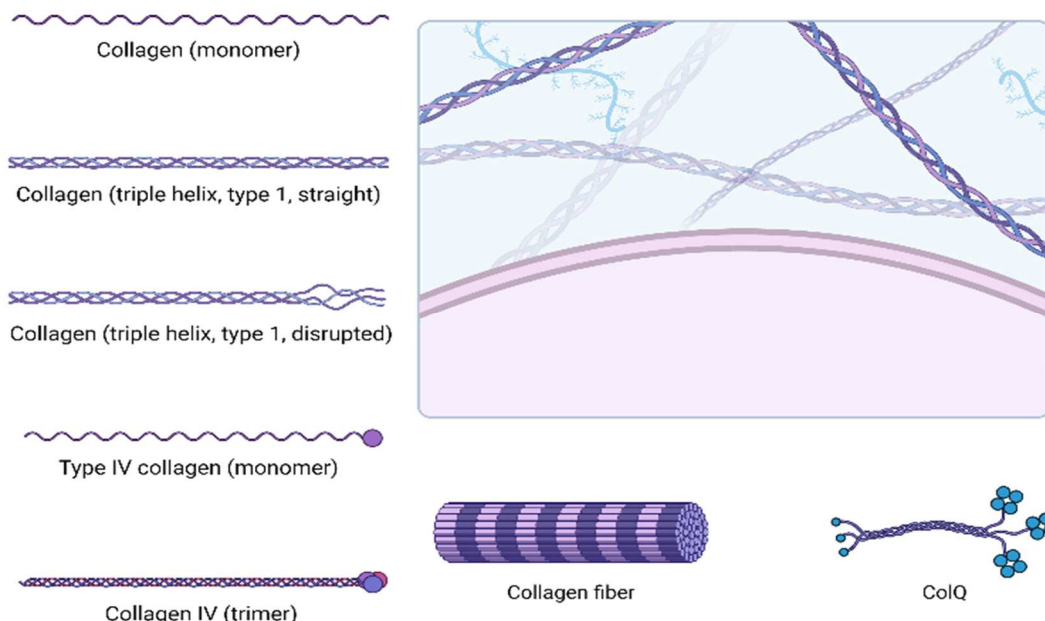 Collagen (monomer)
Collagen (triple helix, type 1, straight)
Collagen (triple helix, type 1, disrupted)
Type IV collagen (monomer)
Collagen IV (trimer)
Collagen fiber
ColQ